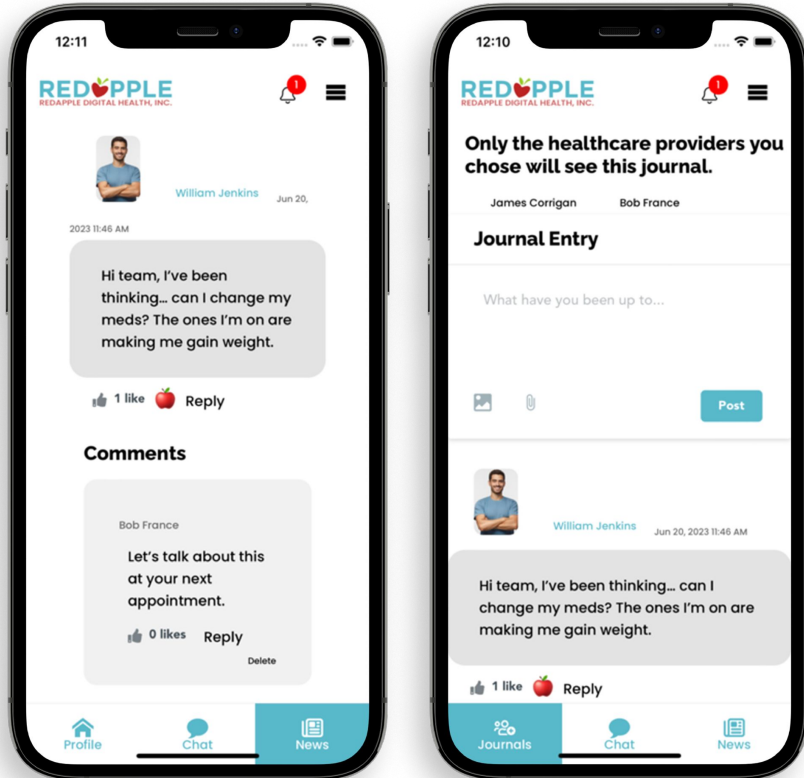 12:11
REDAPPLE
REDAPPLE DIGITAL HEALTH, INC.
1
William Jenkins
Jun 20,
2023 11:46 AM
Hi team, I've been
thinking... can I change my
meds? The ones I'm on are
making me gain weight.
1 like
Reply
Comments
Bob France
Let's talk about this
at your next
appointment.
0 likes
Reply
Delete
Profile
Chat
News
12:10
REDAPPLE
REDAPPLE DIGITAL HEALTH, INC.
1
Only the healthcare providers you
chose will see this journal.
James Corrigan
Bob France
Journal Entry
What have you been up to...
Post
William Jenkins
Jun 20, 2023 11:46 AM
Hi team, I've been thinking... can I
change my meds? The ones I'm on are
making me gain weight.
1 like
Reply
Journals
Chat
News